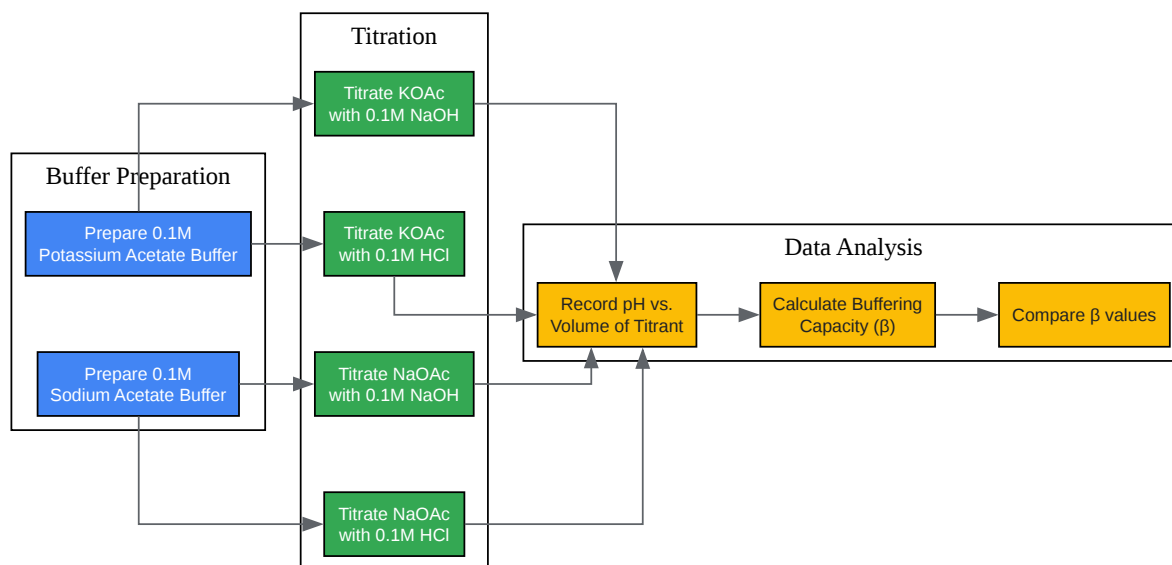 Titration
Titrate KOAc
with 0.1M NaOH
Buffer Preparation
Prepare 0.1M
Potassium Acetate Buffer
Titrate KOAc
with 0.1M HCl
Data Analysis
Record pH vs.
Volume of Titrant
Calculate Buffering
Capacity (β)
Compare β values
Prepare 0.1M
Sodium Acetate Buffer
Titrate NaOAc
with 0.1M NaOH
Titrate NaOAc
with 0.1M HCl